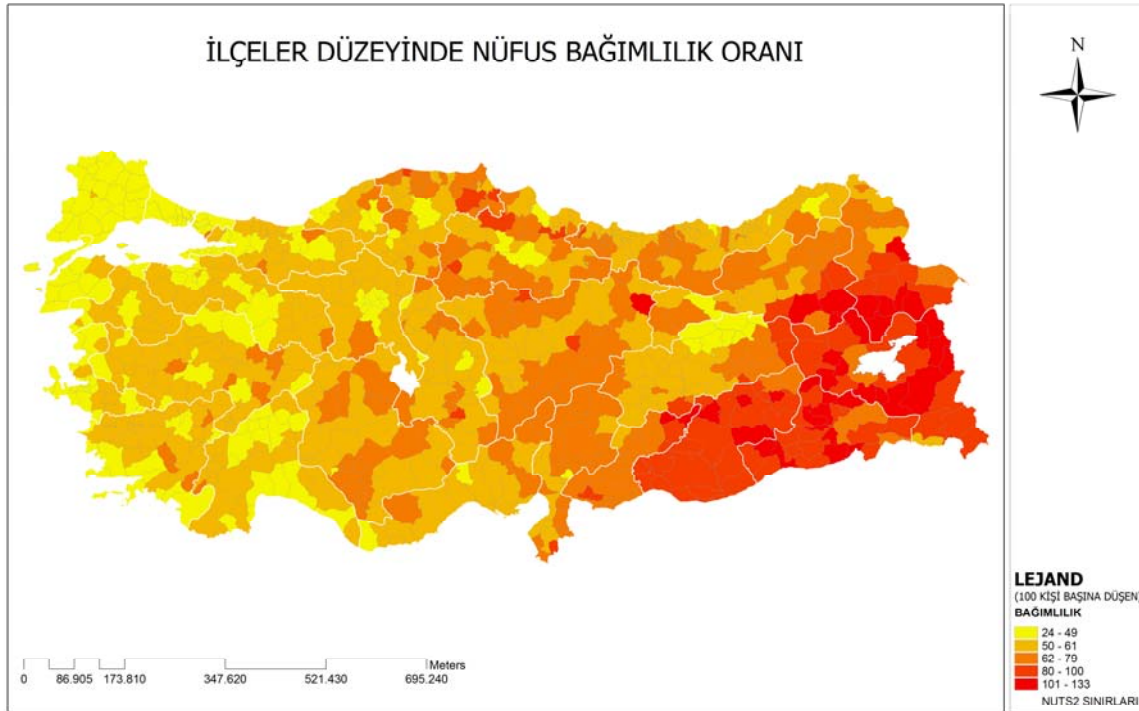 İLÇELER DÜZEYİNDE NÜFUS BAĞIMLILIK ORANI
N
LEJAND
(100 KİŞİ BAŞINA DÜŞEN)
BAĞIMLILIK
24 - 49
50 - 61
62 - 79
80 - 100
101 - 133
NUTS2 SINIRLARI
Meters
0 86.905 173.810 347.620 521.430 695.240